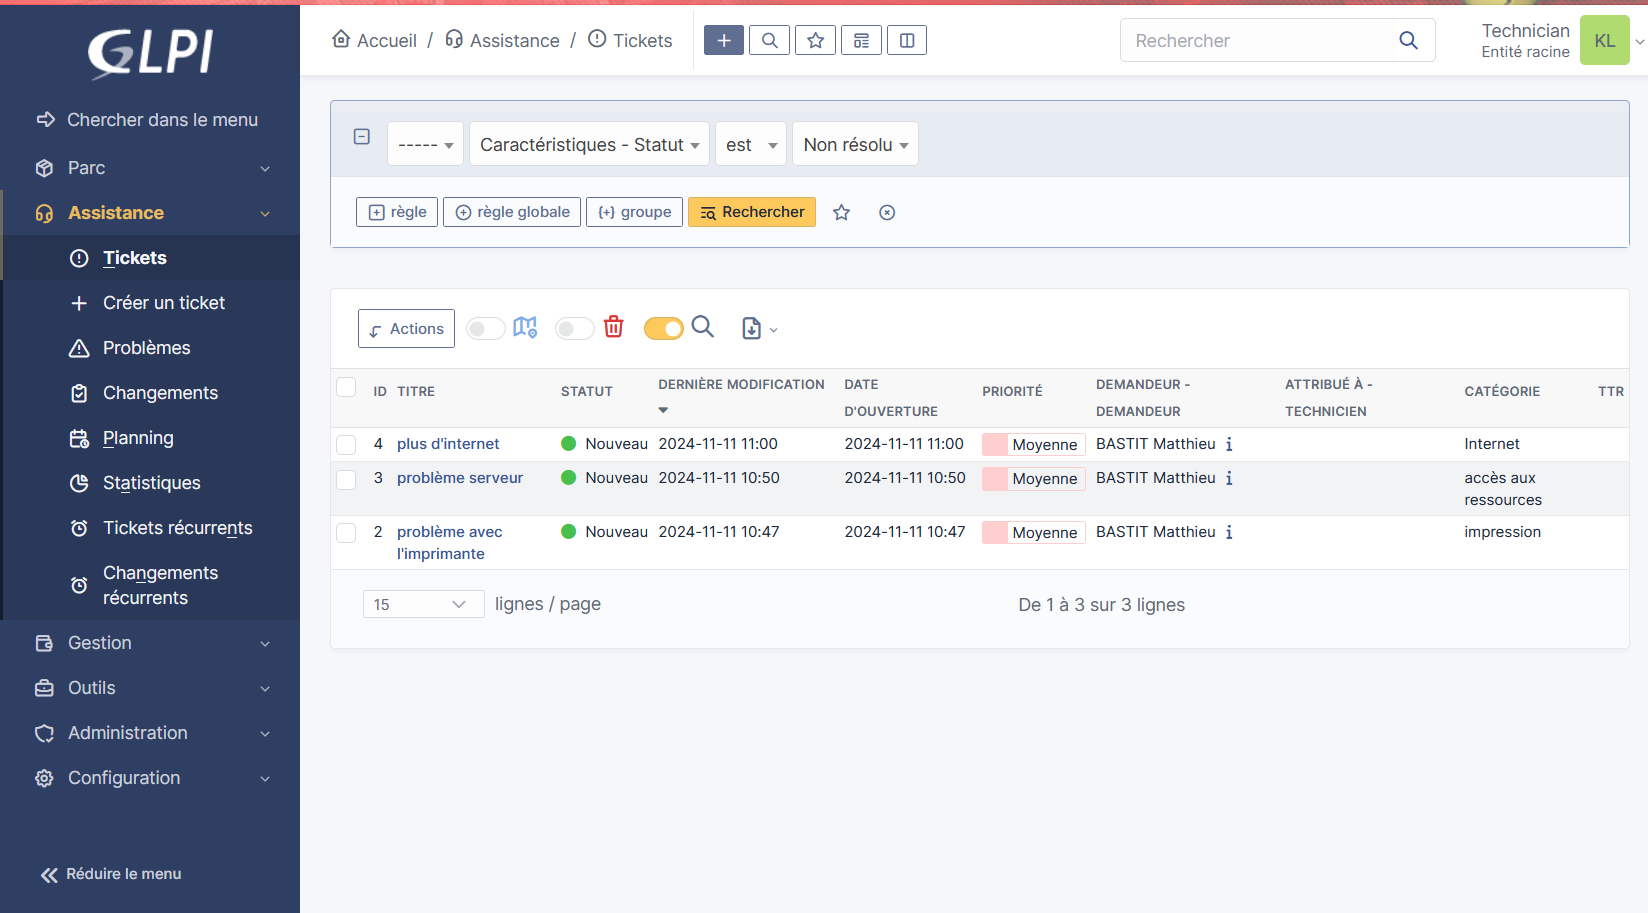 GLPI
Chercher dans le menu
Parc
Assistance
Tickets
Créer un ticket
Problèmes
Changements
Planning
Statistiques
Tickets récurrents
Changements
récurrents
Gestion
Outils
Administration
Configuration
Réduire le menu
Accueil / Assistance / Tickets
Rechercher
Technician
Entité racine
KL
----- Caractéristiques - Statut est Non résolu
règle règle globale {+} groupe Rechercher
Actions
ID TITRE STATUT DERNIÈRE MODIFICATION DATE D'OUVERTURE PRIORITÉ DEMANDEUR - DEMANDEUR ATTRIBUÉ À - TECHNICIEN CATÉGORIE TTR
4 plus d'internet Nouveau 2024-11-11 11:00 2024-11-11 11:00 Moyenne BASTIT Matthieu i Internet
3 problème serveur Nouveau 2024-11-11 10:50 2024-11-11 10:50 Moyenne BASTIT Matthieu i accès aux
ressources
2 problème avec Nouveau 2024-11-11 10:47 2024-11-11 10:47 Moyenne BASTIT Matthieu i impression
l'imprimante
15 lignes / page De 1 à 3 sur 3 lignes